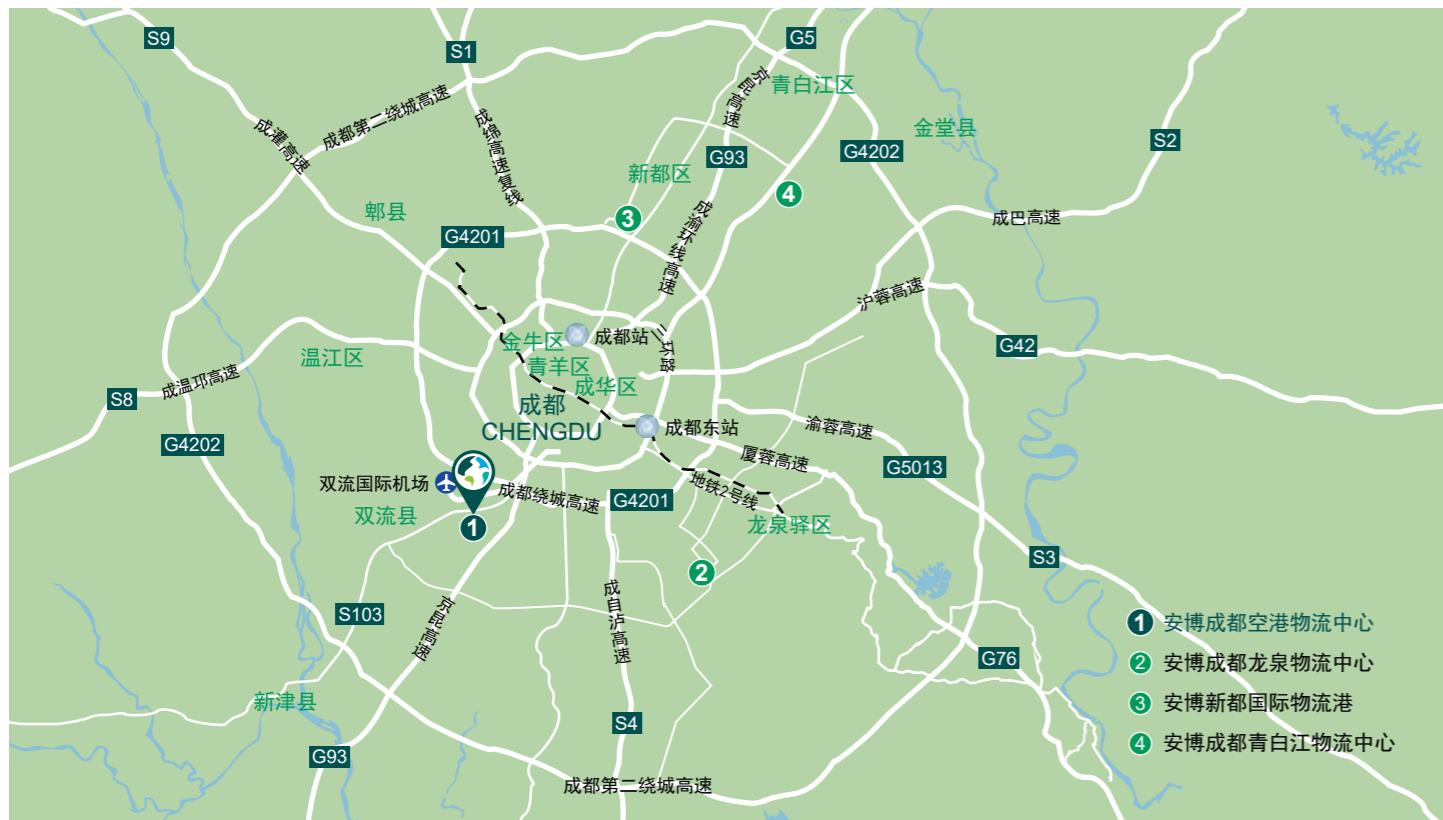 S9
S1
G5
京昆高速
青白江区
成都第二绕城高速
成灌高速
成绵高速复线
金堂县
S2
G4202
G93
新都区
4
郫县
3
成渝环线高速
成巴高速
G4201
沪蓉高速
金牛区
成都站
二环路
G42
温江区
青羊区
成华区
成温邛高速
S8
成都
CHENGDU
成都东站
渝蓉高速
G4202
厦蓉高速
G5013
双流国际机场
成都绕城高速
G4201
地铁2号线
双流县
1
龙泉驿区
S3
2
S103
京昆高速
成自泸高速
G76
新津县
S4
G93
成都第二绕城高速
1 安博成都空港物流中心
2 安博成都龙泉物流中心
3 安博新都国际物流港
4 安博成都青白江物流中心